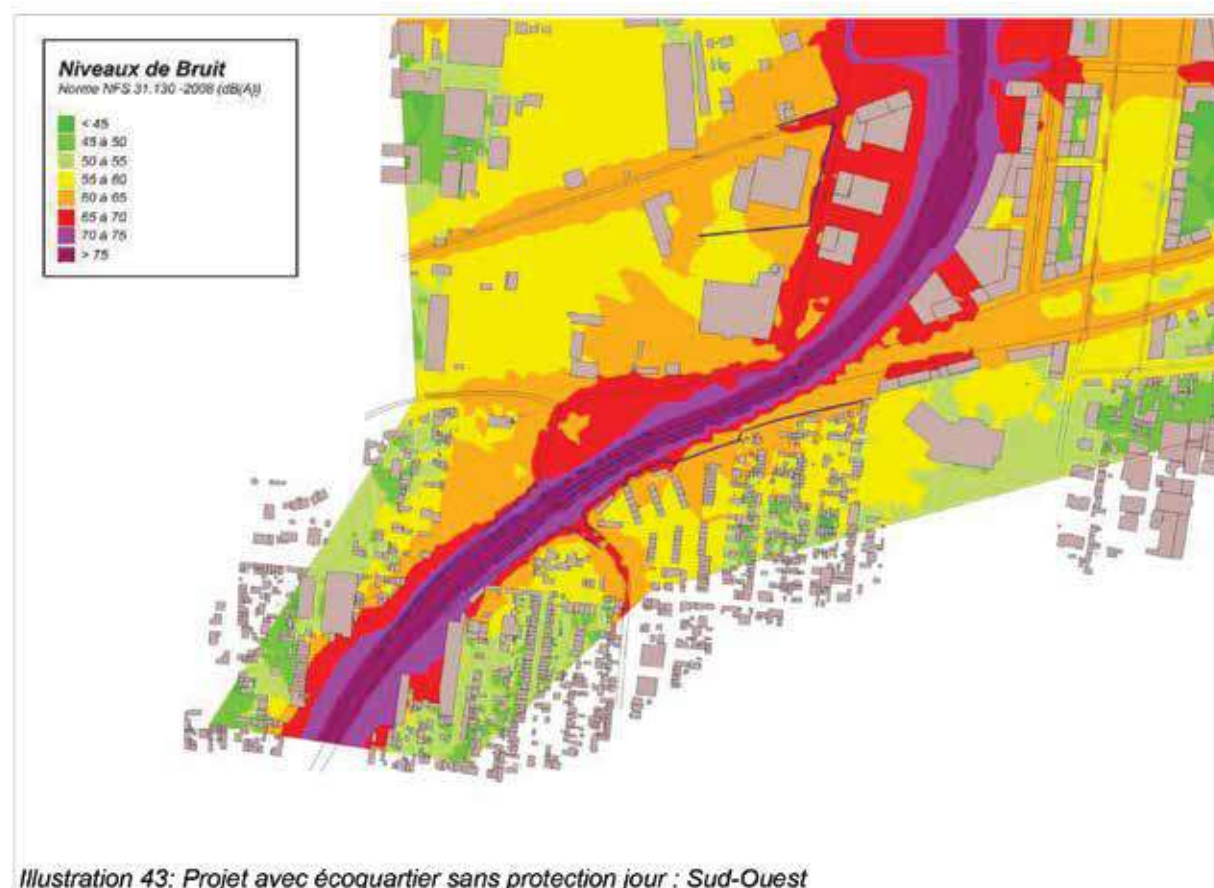 Niveaux de Bruit
Norme NFS 31.130 -2008 (dB(A))
< 45
45 à 50
50 à 55
55 à 60
60 à 65
65 à 70
70 à 75
> 75
Illustration 43: Projet avec écoquartier sans protection jour : Sud-Ouest